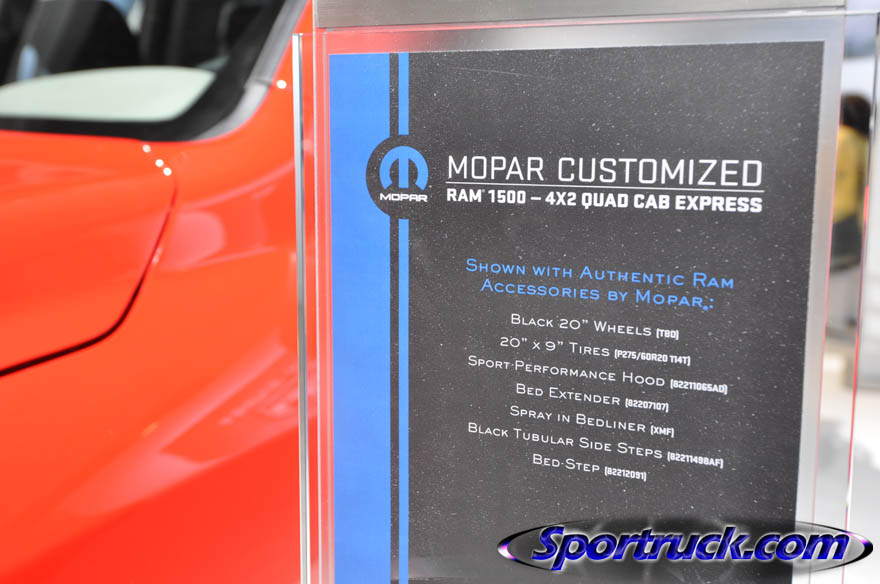 MOPAR
MOPAR CUSTOMIZED
RAM® 1500 – 4X2 QUAD CAB EXPRESS
Shown with Authentic Ram
Accessories by Mopar®:
Black 20” Wheels (TBD)
20” x 9” Tires (P275/60R20 114T)
Sport Performance Hood (82211065AD)
Bed Extender (82207107)
Spray in Bedliner (XMF)
Black Tubular Side Steps (82211498AF)
Bed-Step (82212091)
Sportruck.com